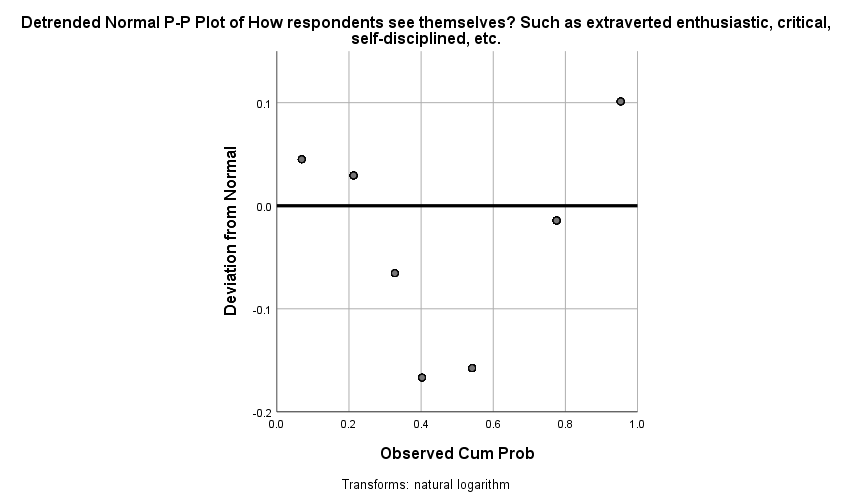 Detrended Normal P-P Plot of How respondents see themselves? Such as extraverted enthusiastic, critical,
self-disciplined, etc.
0.1
0.0
-0.1
-0.2
Deviation from Normal
0.0 0.2 0.4 0.6 0.8 1.0
Observed Cum Prob
Transforms: natural logarithm